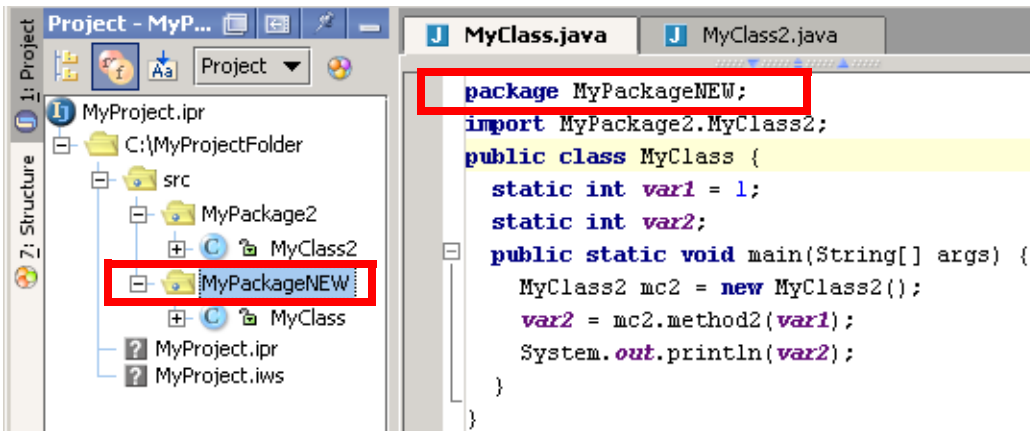 1: Project
7: Structure
Project - MyP...
Project
MyProject.ipr
C:\MyProjectFolder
src
MyPackage2
MyClass2
MyPackageNEW
MyClass
MyProject.ipr
MyProject.iws
MyClass.java
MyClass2.java
package MyPackageNEW;
import MyPackage2.MyClass2;
public class MyClass {
static int var1 = 1;
static int var2;
public static void main(String[] args) {
MyClass2 mc2 = new MyClass2();
var2 = mc2.method2(var1);
System.out.println(var2);
}
}